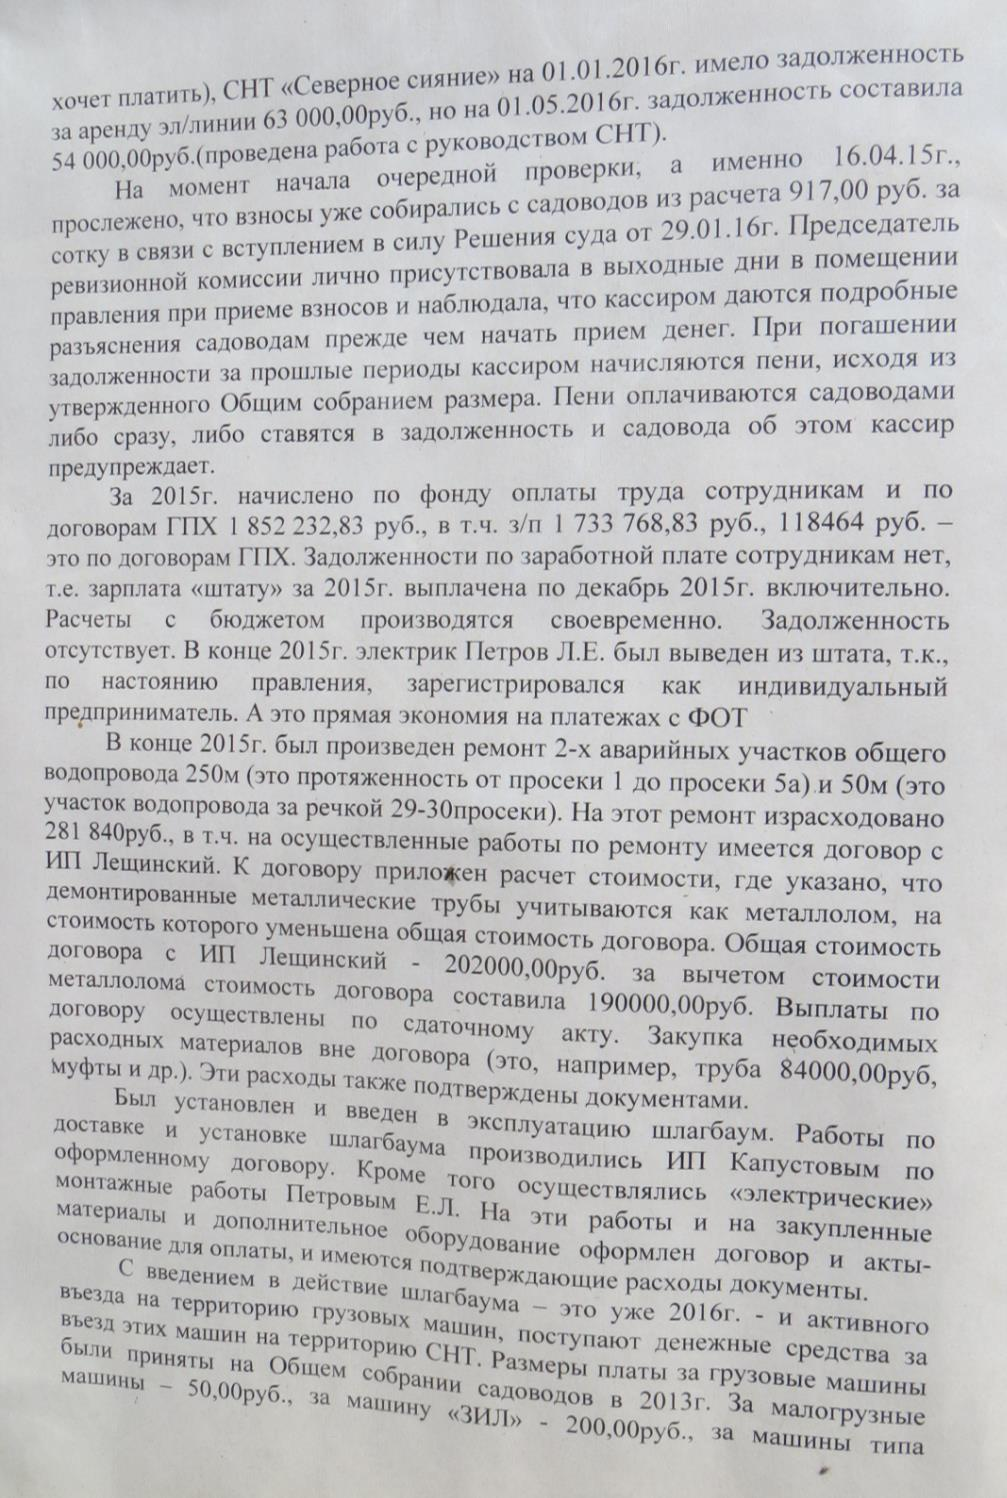 хочет платить), СНТ «Северное сияние» на 01.01.2016г. имело задолженность
за аренду эл/линии 63 000,00руб., но на 01.05.2016г. задолженность составила
54 000,00руб.(проведена работа с руководством СНТ).
На момент начала очередной проверки, а именно 16.04.15г.,
прослежено, что взносы уже собирались с садоводов из расчета 917,00 руб. за
сотку в связи с вступлением в силу Решения суда от 29.01.16г. Председатель
ревизионной комиссии лично присутствовала в выходные дни в помещении
правления при приеме взносов и наблюдала, что кассиром даются подробные
разъяснения садоводам прежде чем начать прием денег. При погашении
задолженности за прошлые периоды кассиром начисляются пени, исходя из
утвержденного Общим собранием размера. Пени оплачиваются садоводами
либо сразу, либо ставятся в задолженность и садовода об этом кассир
предупреждает.
За 2015г. начислено по фонду оплаты труда сотрудникам и по
договорам ГПХ 1 852 232,83 руб., в т.ч. з/п 1 733 768,83 руб., 118464 руб. –
это по договорам ГПХ. Задолженности по заработной плате сотрудникам нет,
т.е. зарплата «штату» за 2015г. выплачена по декабрь 2015г. включительно.
Расчеты с бюджетом производятся своевременно. Задолженность
отсутствует. В конце 2015г. электрик Петров Л.Е. был выведен из штата, т.к.,
по настоянию правления, зарегистрировался как индивидуальный
предприниматель. А это прямая экономия на платежах с ФОТ
В конце 2015г. был произведен ремонт 2-х аварийных участков общего
водопровода 250м (это протяженность от просеки 1 до просеки 5а) и 50м (это
участок водопровода за речкой 29-30просеки). На этот ремонт израсходовано
281 840руб., в т.ч. на осуществленные работы по ремонту имеется договор с
ИП Лещинский. К договору приложен расчет стоимости, где указано, что
демонтированные металлические трубы учитываются как металлолом, на
стоимость которого уменьшена общая стоимость договора. Общая стоимость
договора с ИП Лещинский - 202000,00руб. за вычетом стоимости
металлолома стоимость договора составила 190000,00руб. Выплаты по
договору осуществлены по сдаточному акту. Закупка необходимых
расходных материалов вне договора (это, например, труба 84000,00руб,
муфты и др.). Эти расходы также подтверждены документами.
Был установлен и введен в эксплуатацию шлагбаум. Работы по
доставке и установке шлагбаума производились ИП Капустовым по
оформленному договору. Кроме того осуществлялись «электрические»
монтажные работы Петровым Е.Л. На эти работы и на закупленные
материалы и дополнительное оборудование оформлен договор и акты-
основание для оплаты, и имеются подтверждающие расходы документы.
С введением в действие шлагбаума – это уже 2016г. - и активного
въезда на территорию грузовых машин, поступают денежные средства за
въезд этих машин на территорию СНТ. Размеры платы за грузовые машины
были приняты на Общем собрании садоводов в 2013г. За малогрузные
машины – 50,00руб., за машину «ЗИЛ» - 200,00руб., за машины типа